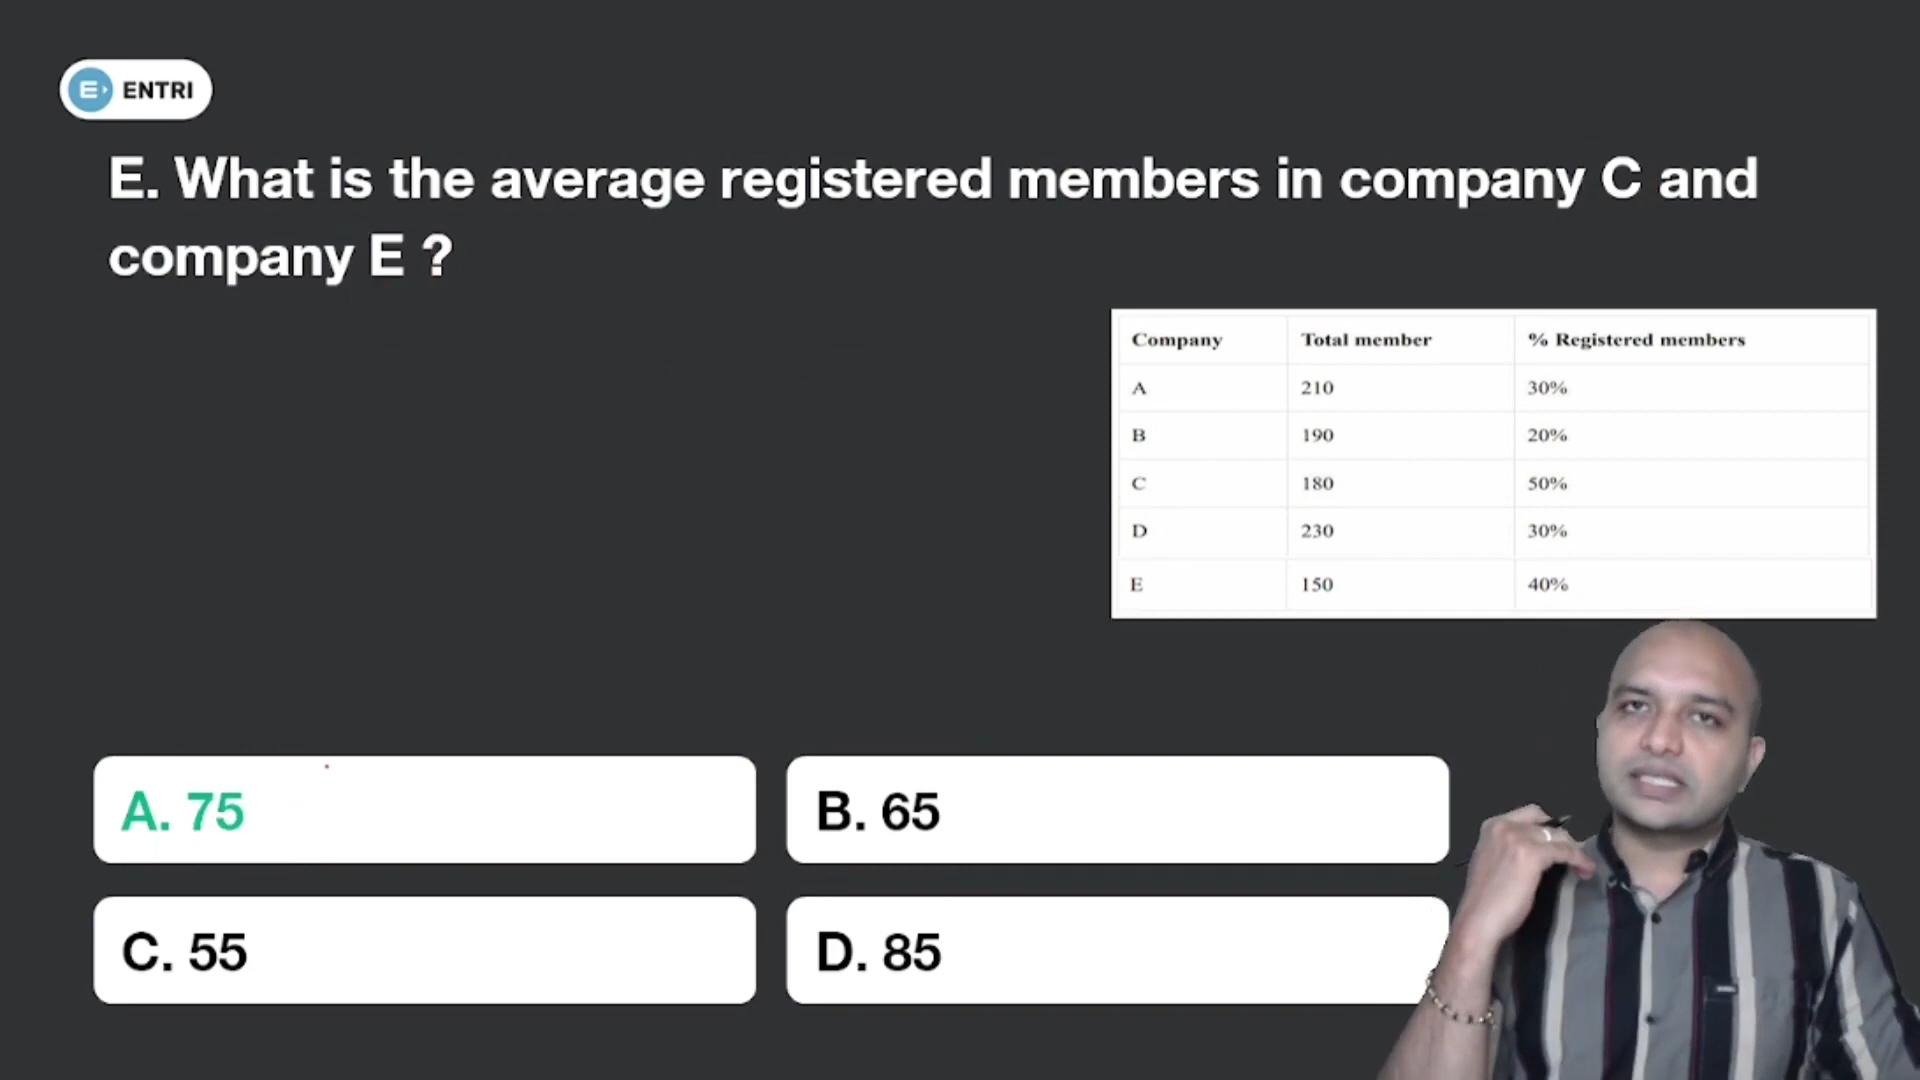 ENTRI
E. What is the average registered members in company C and
company E ?
Company Total member % Registered members
A 210 30%
B 190 20%
C 180 50%
D 230 30%
E 150 40%
A. 75
B. 65
C. 55
D. 85